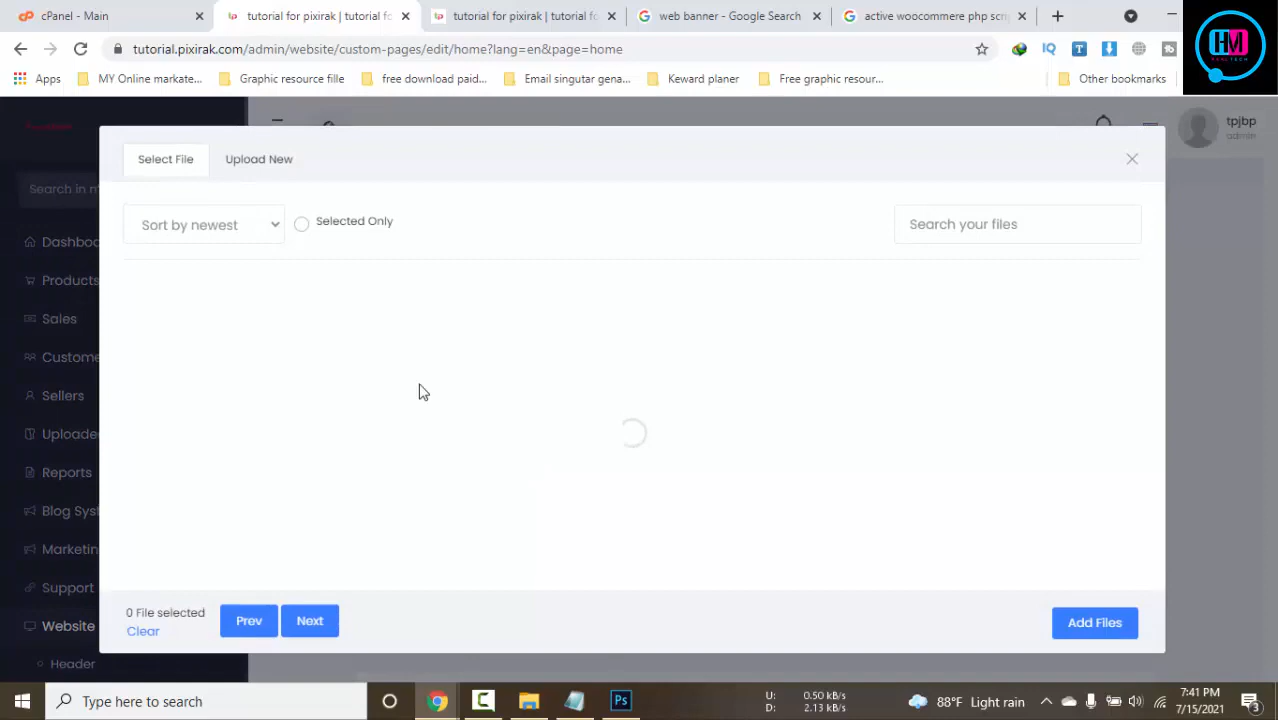 cPanel - Main
tutorial for pixirak | tutorial fo
tutorial for pixirak | tutorial fo
web banner - Google Search
active woocommere php scri
tutorial.pixirak.com/admin/website/custom-pages/edit/home?lang=en&page=home
Apps
MY Online markate...
Graphic resource file
free download paid...
Email singutar gena...
Keward planer
Free graphic resour...
Other bookmarks
HM
tpjbp
admin
Select File
Upload New
Search in m
Sort by newest
Selected Only
Search your files
Dashboa
Products
Sales
Custome
Sellers
Uploade
Reports
Blog Syst
Marketin
Support
Website
Header
0 File selected
Clear
Prev
Next
Add Files
Type here to search
U: 0.50 kB/s
D: 2.13 kB/s
88°F Light rain
7:41 PM
7/15/2021
3